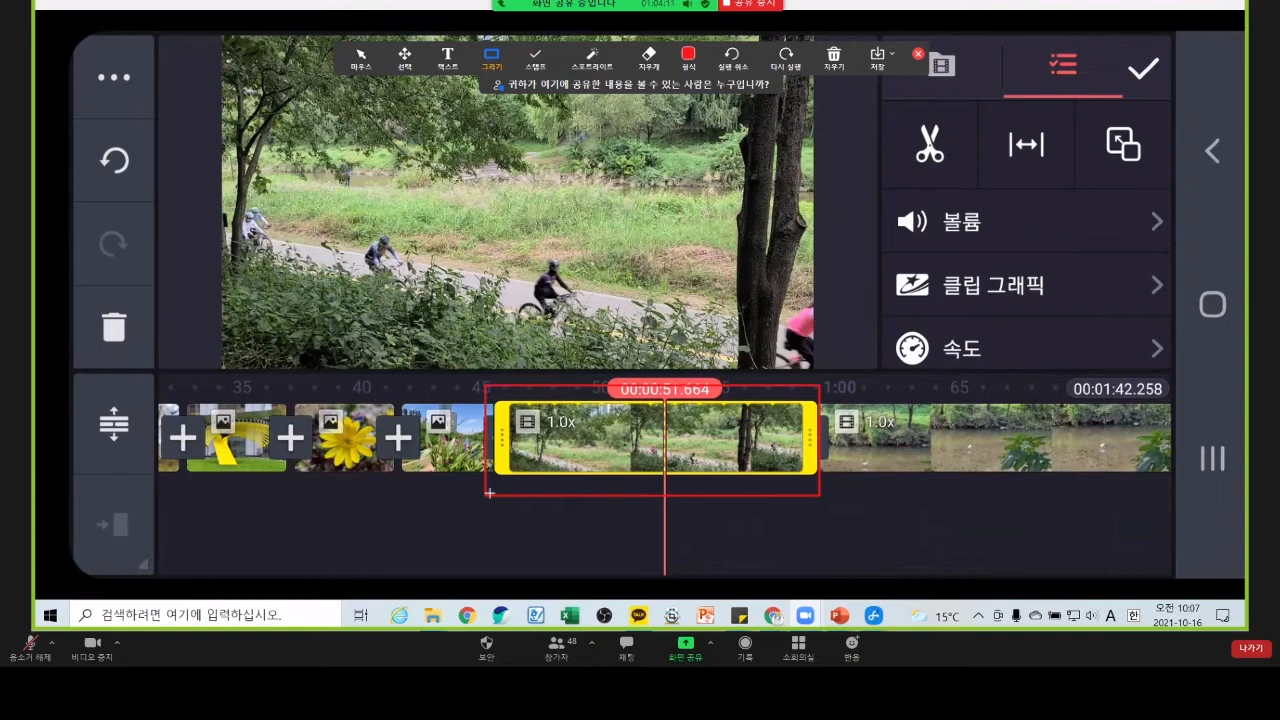 화면 공유 중입니다 01:04:11 공유 중지
마우스 선택 텍스트 그리기 스탬프 스포트라이트 지우개 형식 실행 취소 다시 실행 지우기 저장
귀하가 여기에 공유한 내용을 볼 수 있는 사람은 누구입니까?
볼륨
클립 그래픽
속도
35 40 45 50 00:00:51.664 1:00 65 00:01:42.258
1.0x 1.0x
검색하려면 여기에 입력하십시오.
TALK
15°C A 한 오전 10:07
2021-10-16
음소거 해제 비디오 중지 보안 참가자 48 채팅 화면 공유 기록 소회의실 반응 나가기